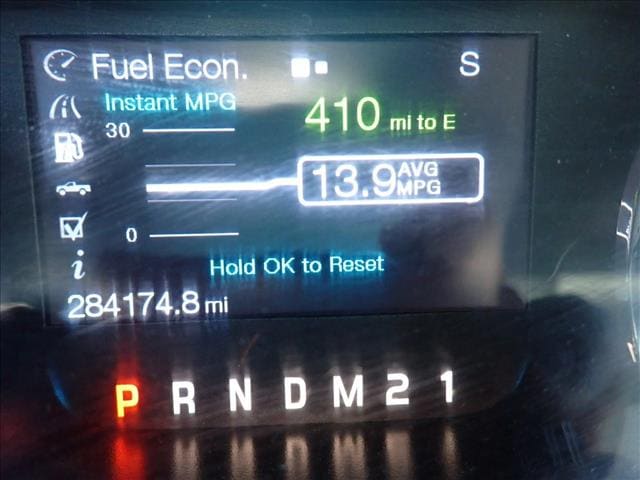 Fuel Econ. S
Instant MPG
30
410 mi to E
13.9 AVG MPG
0
Hold OK to Reset
284174.8 mi
P R N D M 2 1